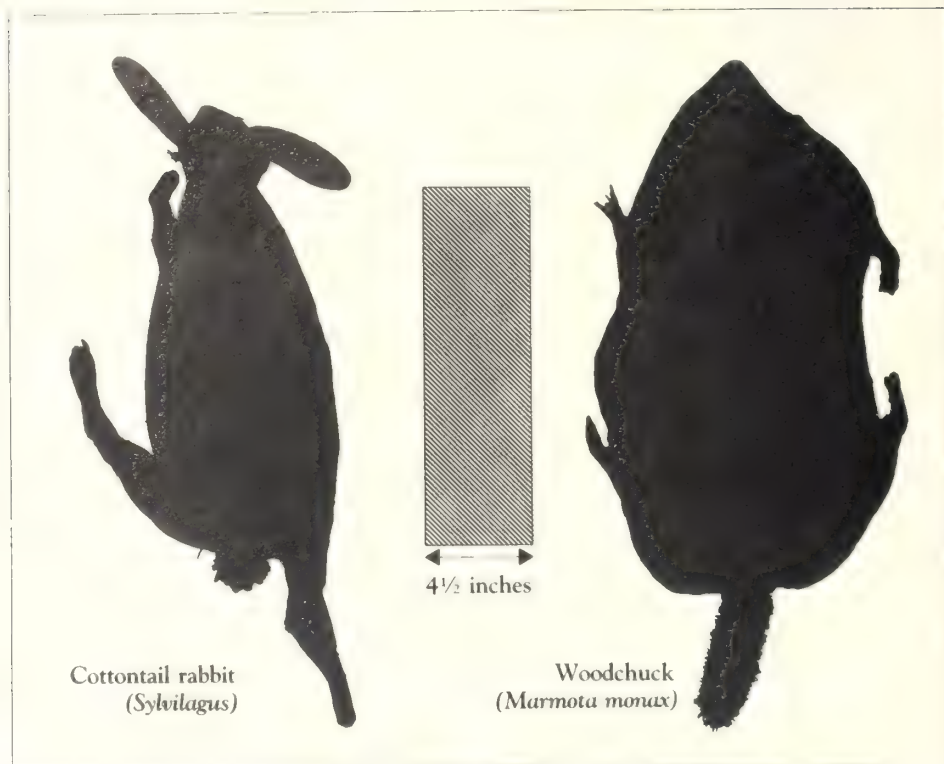 4½ inches
Cottontail rabbit
(Sylvilagus)
Woodchuck
(Marmota monax)